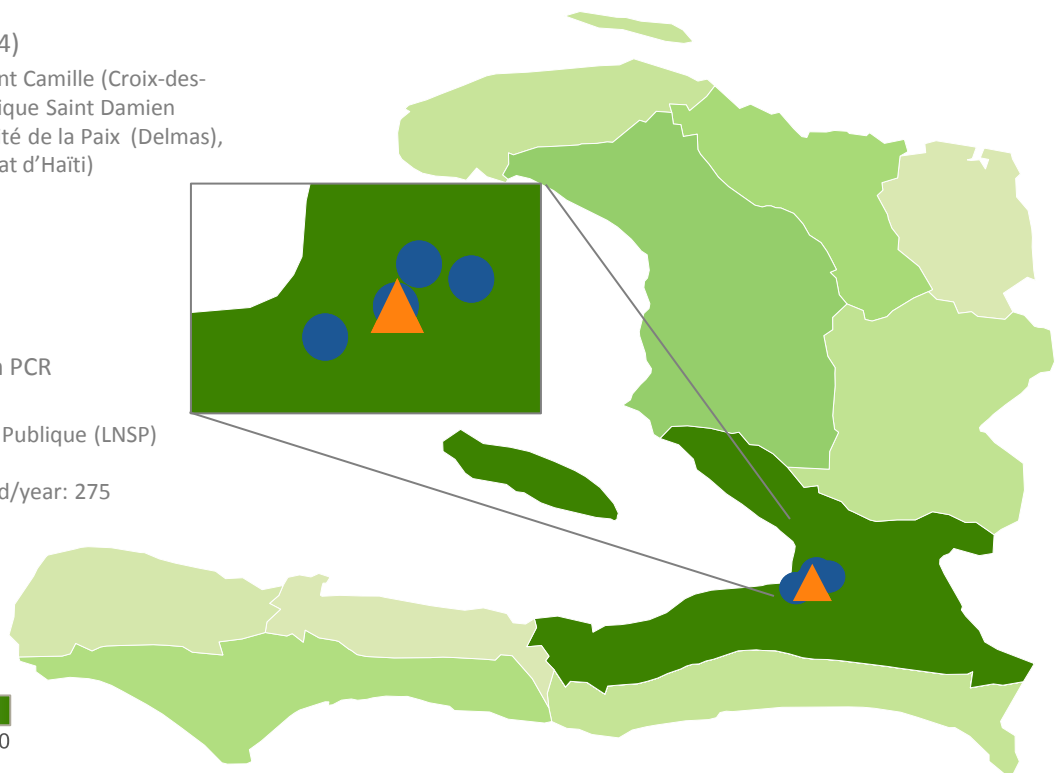 4)
nt Camille (Croix-des-
ique Saint Damien
ité de la Paix (Delmas),
at d'Haïti)
PCR
Publique (LNSP)
d/year: 275
0